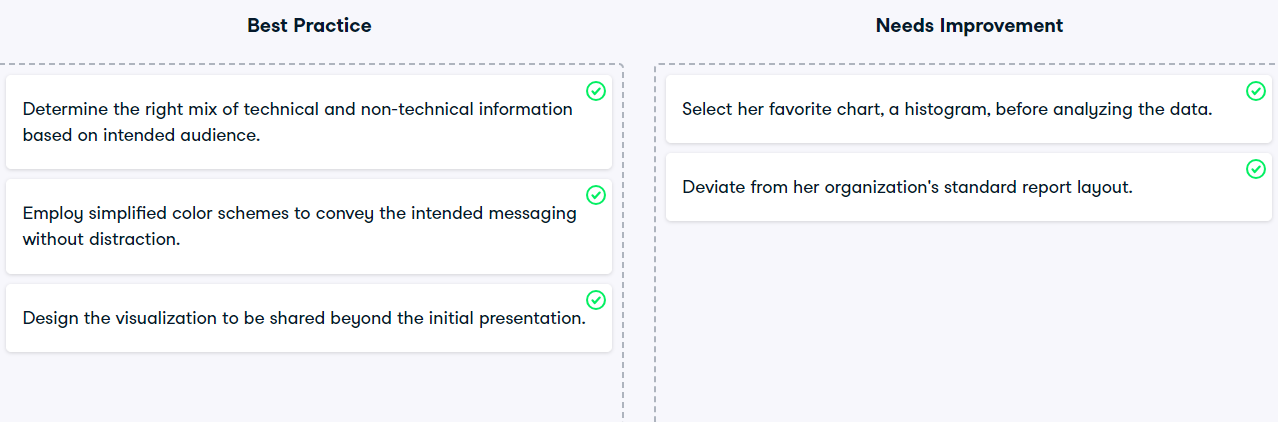 Best Practice
Needs Improvement
Determine the right mix of technical and non-technical information
based on intended audience.
Employ simplified color schemes to convey the intended messaging
without distraction.
Design the visualization to be shared beyond the initial presentation.
Select her favorite chart, a histogram, before analyzing the data.
Deviate from her organization's standard report layout.